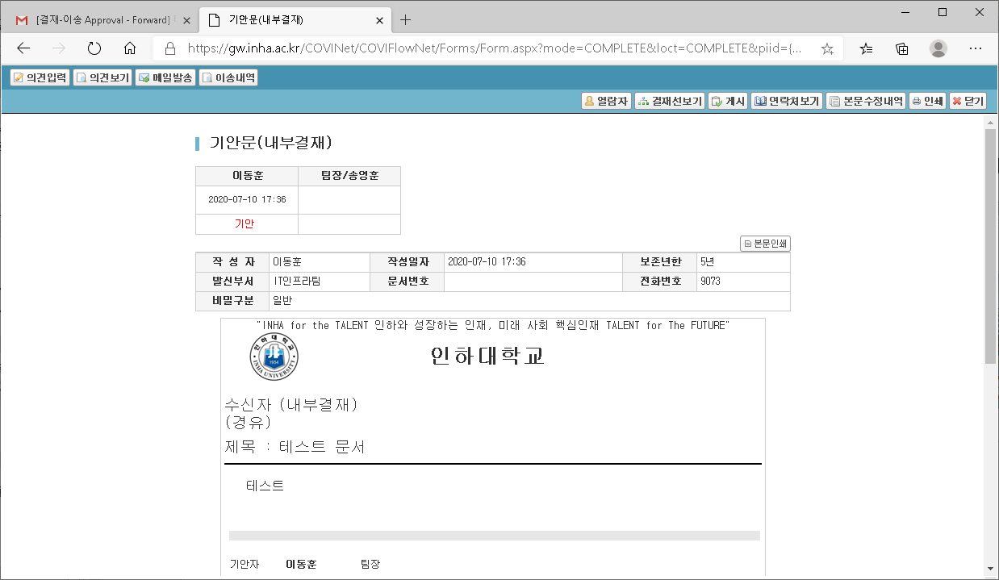 [결재-이송 Approval - Forward]
기안문(내부결재)
https://gw.inha.ac.kr/COVINet/COVIFlowNet/Forms/Form.aspx?mode=COMPLETE&loct=COMPLETE&piid={...
의견입력 의견보기 메일발송 이송내역
열람자 결재선보기 게시 연락처보기 본문수정내역 인쇄 닫기
기안문(내부결재)
이동훈 팀장/송영훈
2020-07-10 17:36
기안
본문인쇄
작 성 자 이동훈 작성일자 2020-07-10 17:36 보존년한 5년
발신부서 IT인프라팀 문서번호 전화번호 9073
비밀구분 일반
"INHA for the TALENT 인하와 성장하는 인재, 미래 사회 핵심인재 TALENT for The FUTURE"
인하대학교
1954
INHA UNIVERSITY
인하대학교
수신자 (내부결재)
(경유)
제목 : 테스트 문서
테스트
기안자 이동훈 팀장